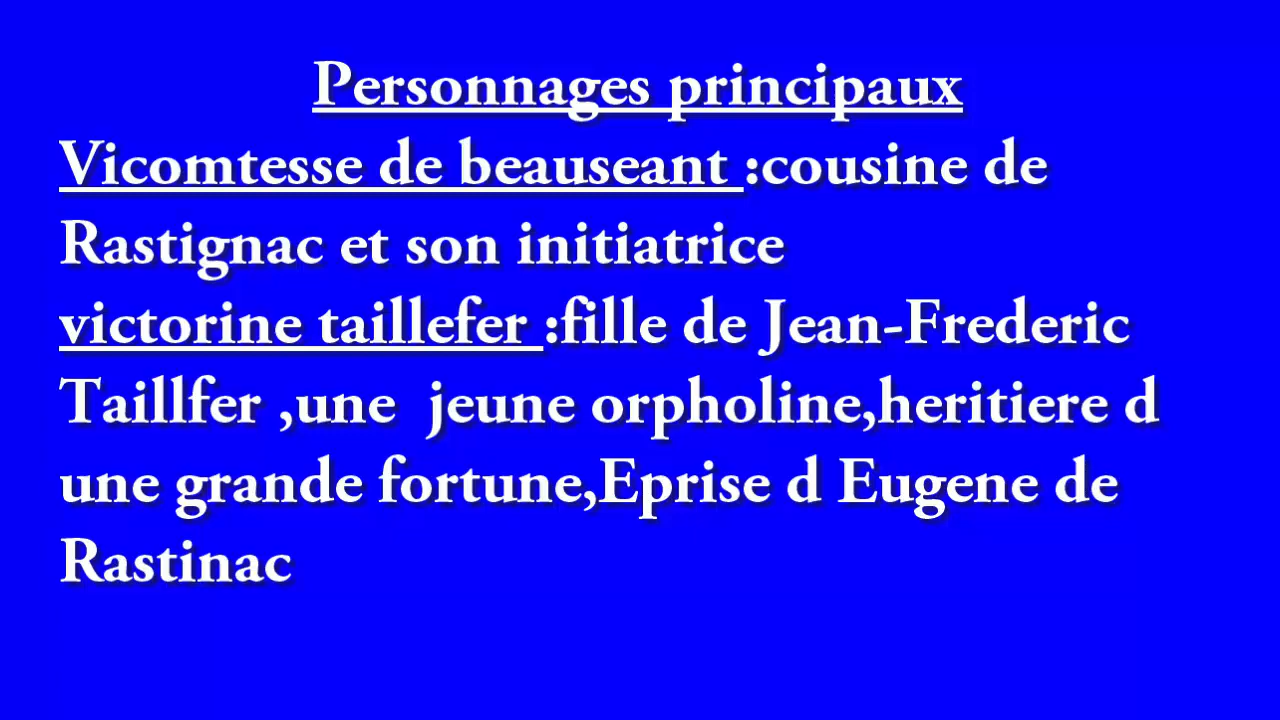 Personnages principaux
Vicomtesse de beauseant :cousine de
Rastignac et son initiatrice
victorine taillefer :fille de Jean-Frederic
Taillfer ,une  jeune orpholine,heritiere d
une grande fortune,Eprise d Eugene de
Rastinac